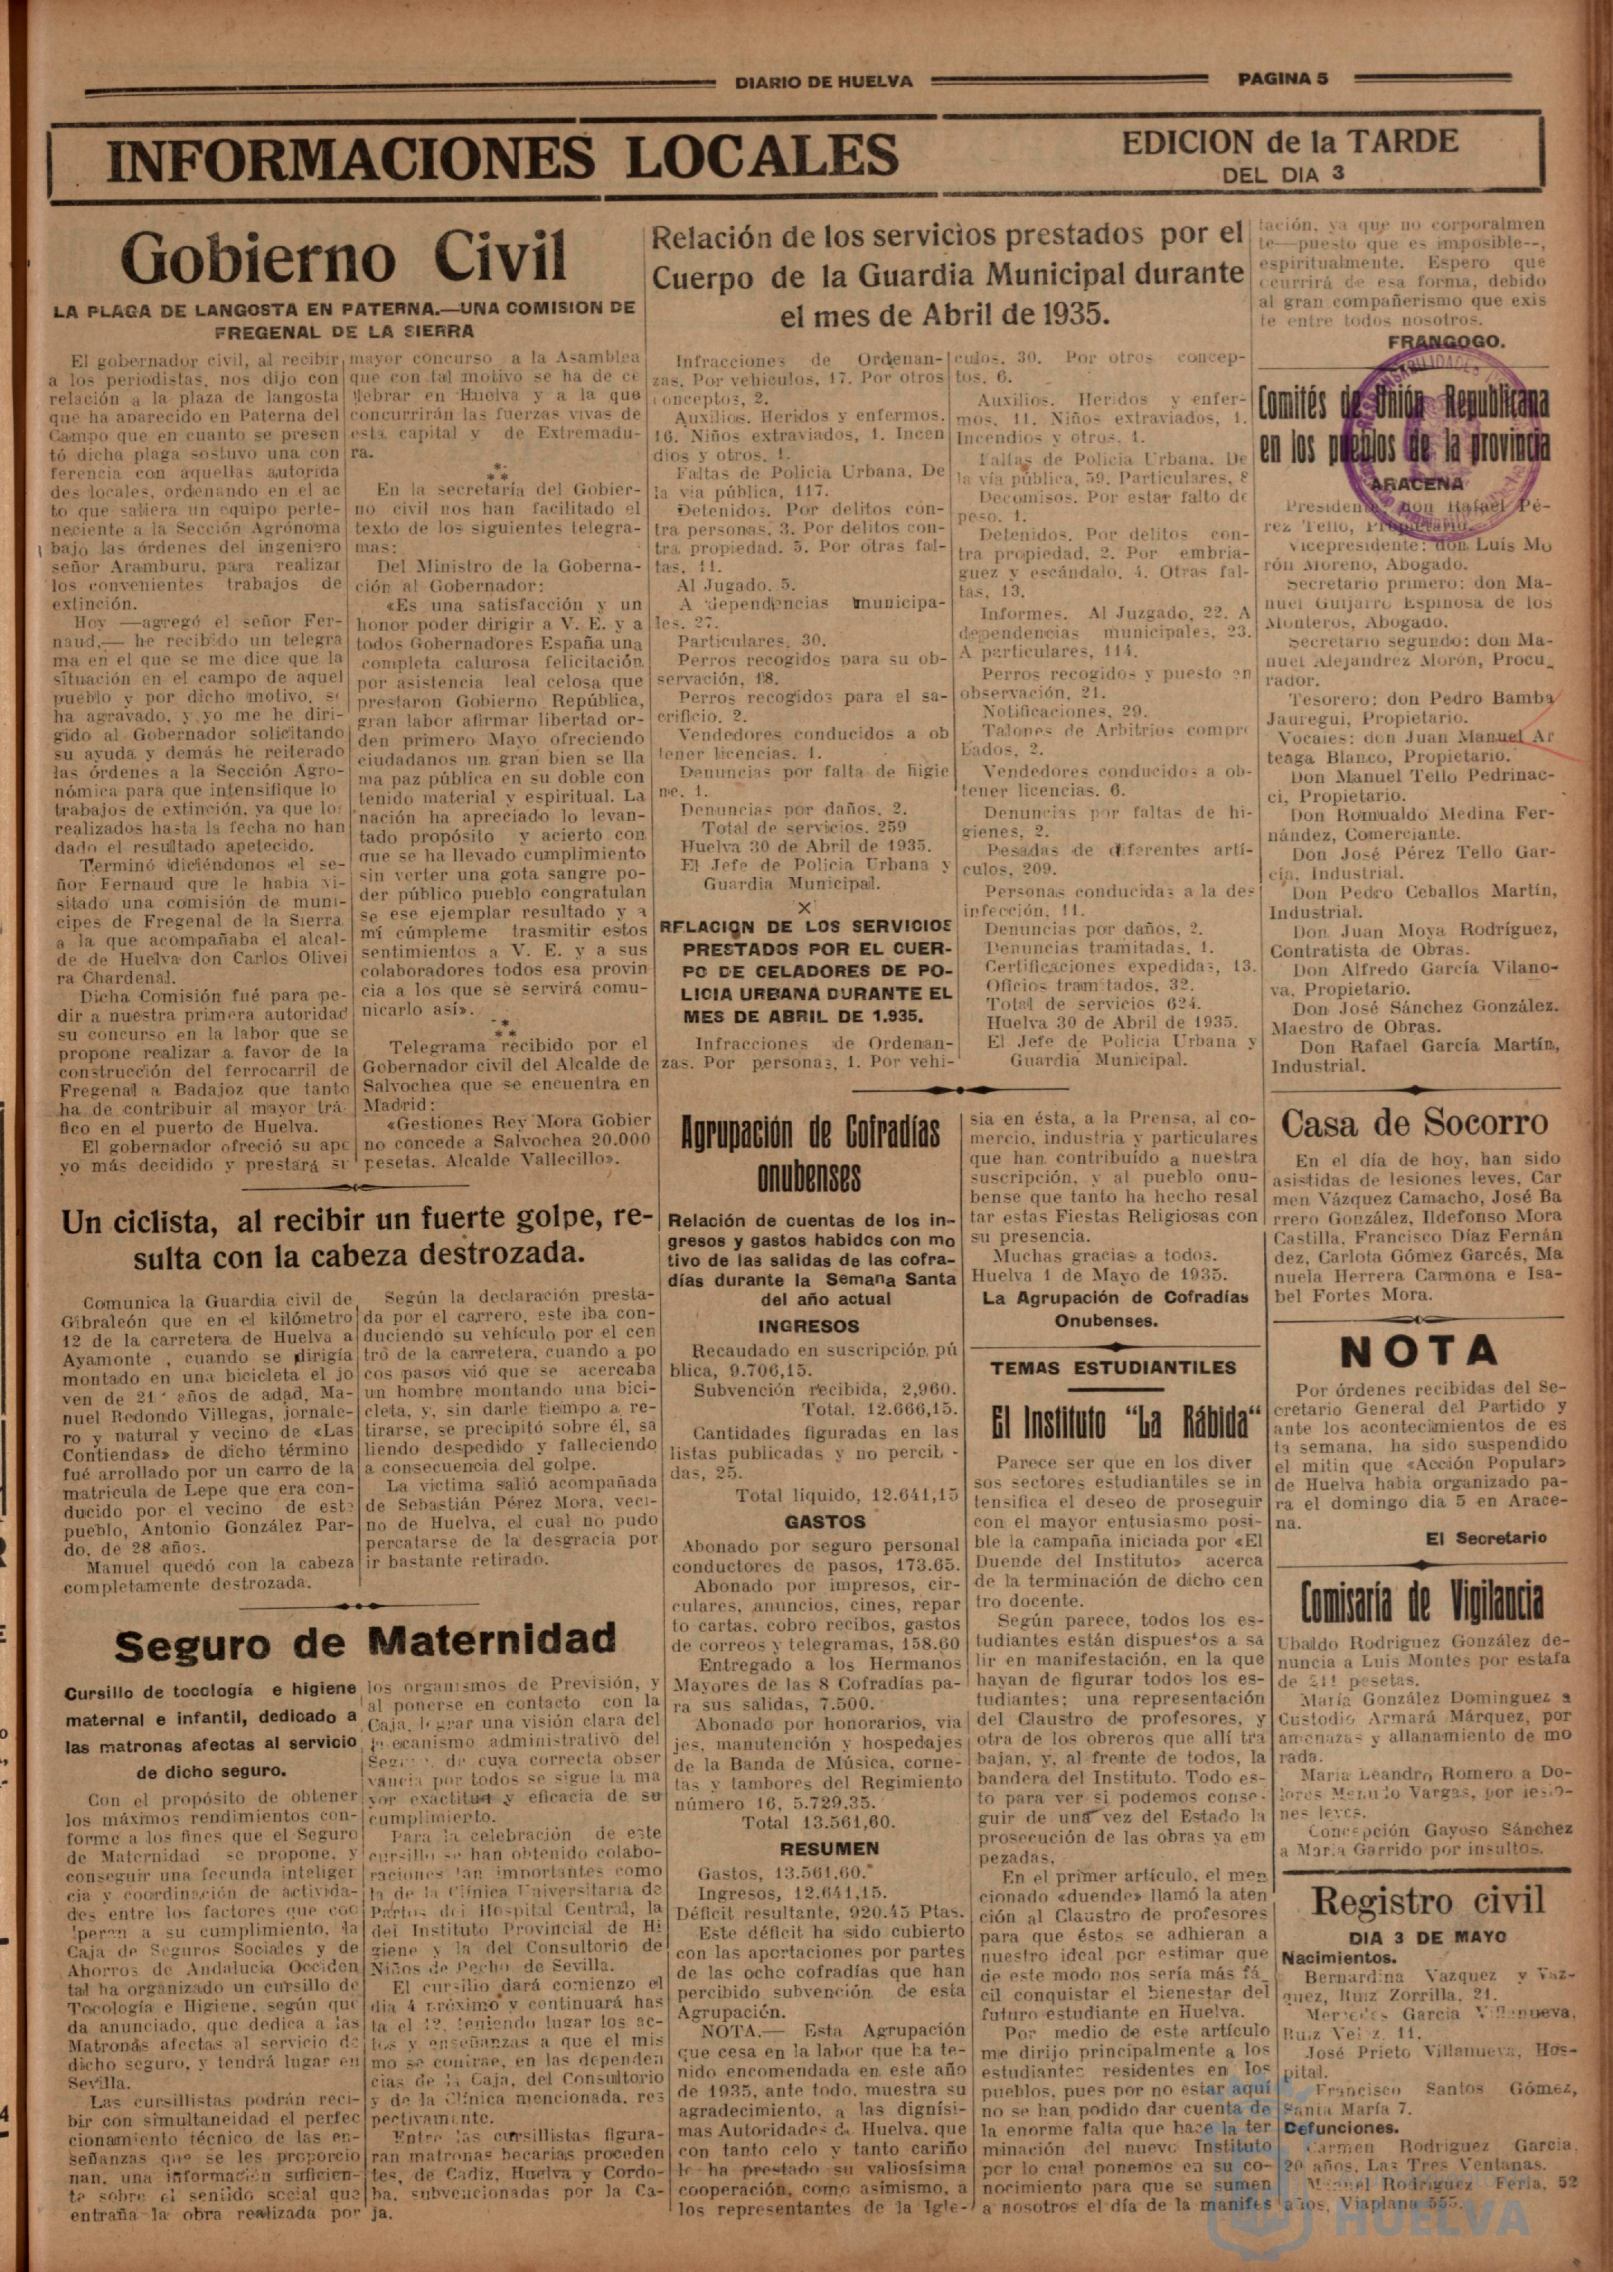 DIARIO DE HUELVA
PAGINA 5
INFORMACIONES LOCALES
EDICION de la TARDE
DEL DIA 3
Gobierno Civil
LA PLAGA DE LANGOSTA EN PATERNA.—UNA COMISION DE
FREGENAL DE LA SIERRA
El gobernador civil, al recibir
a los periodistas, nos dijo con
relación a la plaza de langosta
que ha aparecido en Paterna del
Campo que en cuanto se presen
tó dicha plaga sostuvo una con
ferencia con aquellas autorida
des locales, ordenando en el ac
to que saliera un equipo perte-
neciente a la Sección Agrónoma
bajo las órdenes del ingeniero
señor Aramburu, para realizar
los convenientes trabajos de
extinción.
Hoy —agregó el señor Fer-
naud,— he recibido un telegra
ma en el que se me dice que la
situación en el campo de aquel
pueblo y por dicho motivo, se
ha agravado, y yo me he diri-
gido al Gobernador solicitando
su ayuda y demás he reiterado
las órdenes a la Sección Agro-
nómica para que intensifique lo
trabajos de extinción, ya que lo
realizados hasta la fecha no han
dado el resultado apetecido.
Terminó diciéndonos el se-
ñor Fernaud que le había vi-
sitado una comisión de muni-
cipes de Fregenal de la Sierra
a la que acompañaba el alcal-
de de Huelva don Carlos Olivei
ra Chardenal.
Dicha Comisión fué para pe-
dir a nuestra primera autoridad
su concurso en la labor que se
propone realizar a favor de la
construcción del ferrocarril de
Fregenal a Badajoz que tanto
ha de contribuir al mayor trá-
fico en el puerto de Huelva.
El gobernador ofreció su apo
yo más decidido y prestará su
mayor concurso a la Asamblea
que con tal motivo se ha de ce
lebrar en Huelva y a la que
concurrirán las fuerzas vivas de
esta capital y de Extremadu-
ra.
***
En la secretaría del Gobier-
no civil nos han facilitado el
texto de los siguientes telegra-
mas:
Del Ministro de la Goberna-
ción al Gobernador:
«Es una satisfacción y un
honor poder dirigir a V. E. y a
todos Gobernadores España una
completa calurosa felicitación
por asistencia leal celosa que
prestaron Gobierno República,
gran labor afirmar libertad or-
den primero Mayo ofreciendo
ciudadanos un gran bien se lla
ma paz pública en su doble con
tenido material y espiritual. La
nación ha apreciado lo levan-
tado propósito y acierto con
que se ha llevado cumplimiento
sin verter una gota sangre po-
der público pueblo congratulan
se ese ejemplar resultado y a
mí cúmpleme trasmitir estos
sentimientos a V. E. y a sus
colaboradores todos esa provin
cia a los que se servirá comu-
nicarlo así».
***
Telegrama recibido por el
Gobernador civil del Alcalde de
Salvochea que se encuentra en
Madrid:
«Gestiones Rey Mora Gobier
no concede a Salvochea 20.000
pesetas. Alcalde Vallecillo».
Un ciclista, al recibir un fuerte golpe, re-
sulta con la cabeza destrozada.
Comunica la Guardia civil de
Gibraleón que en el kilómetro
12 de la carretera de Huelva a
Ayamonte , cuando se dirigía
montado en una bicicleta el jo
ven de 21 años de adad, Ma-
nuel Redondo Villegas, jornale-
ro y natural y vecino de «Las
Contiendas» de dicho término
fué arrollado por un carro de la
matricula de Lepe que era con-
ducido por el vecino de este
pueblo, Antonio González Par-
do, de 28 años.
Manuel quedó con la cabeza
completamente destrozada.
Según la declaración presta-
da por el carrero, este iba con-
duciendo su vehículo por el cen
tro de la carretera, cuando a po
cos pasos vió que se acercaba
un hombre montando una bici-
cleta, y, sin darle tiempo a re-
tirarse, se precipitó sobre él, sa
liendo despedido y falleciendo
a consecuencia del golpe.
La víctima salió acompañada
de Sebastián Pérez Mora, veci-
no de Huelva, el cual no pudo
percatarse de la desgracia por
ir bastante retirado.
Seguro de Maternidad
Cursillo de tocología e higiene
maternal e infantil, dedicado a
las matronas afectas al servicio
de dicho seguro.
Con el propósito de obtener
los máximos rendimientos con-
forme a los fines que el Seguro
de Maternidad se propone, y
conseguir una fecunda inteligen
cia y coordinación de activida-
des entre los factores que coo
peran a su cumplimiento, la
Caja de Seguros Sociales y de
Ahorros de Andalucia Occiden
tal ha organizado un cursillo de
Tocología e Higiene, según que
da anunciado, que dedica a las
Matronas afectas al servicio de
dicho seguro, y tendrá lugar en
Sevilla.
Las cursillistas podrán reci-
bir con simultaneidad el perfec
cionamiento técnico de las en-
señanzas que se les proporcio
nan, una información suficien-
te sobre el sentido social que
entraña la obra realizada por
los organismos de Previsión, y
al ponerse en contacto con la
Caja, lograr una visión clara del
mecanismo administrativo del
Seguro, de cuya correcta obser
vancia por todos se sigue la ma
yor exactitud y eficacia de su
cumplimiento.
Para la celebración de este
cursillo se han obtenido colabo-
raciones tan importantes como
la de la Clínica Universitaria de
Partos del Hospital Central, la
del Instituto Provincial de Hi
giene y la del Consultorio de
Niños de Pecho de Sevilla.
El cursillo dará comienzo el
dia 4 próximo y continuará has
ta el 12, teniendo lugar los ac-
tos y enseñanzas a que el mis
mo se contrae, en las dependen
cias de la Caja, del Consultorio
y de la Clínica mencionada, res
pectivamente.
Entre las cursillistas figura-
ran matronas becarias proceden
tes, de Cadiz, Huelva y Cordo-
ba, subvencionadas por la Ca-
ja.
Relación de los servicios prestados por el
Cuerpo de la Guardia Municipal durante
el mes de Abril de 1935.
Infracciones de Ordenan-
zas. Por vehiculos, 17. Por otros
conceptos, 2.
Auxilios. Heridos y enfermos.
16. Niños extraviados, 1. Incen
dios y otros. 1.
Faltas de Policia Urbana. De
la via pública, 117.
Detenidos. Por delitos con-
tra personas, 3. Por delitos con-
tra propiedad. 5. Por otras fal-
tas, 11.
Al Jugado. 5.
A dependencias municipa-
les. 27.
Particulares, 30.
Perros recogidos para su ob-
servación, 18.
Perros recogidos para el sa-
crificio. 2.
Vendedores conducidos a ob
tener licencias. 1.
Denuncias por falta de higie
ne. 1.
Denuncias por daños, 2.
Total de servicios. 259
Huelva 30 de Abril de 1935.
El Jefe de Policia Urbana y
Guardia Municipal.
RELACION DE LOS SERVICIOS
PRESTADOS POR EL CUER-
PO DE CELADORES DE PO-
LICIA URBANA DURANTE EL
MES DE ABRIL DE 1.935.
Infracciones de Ordenan-
zas. Por personas, 1. Por vehi-
culos. 30. Por otros concep-
tos. 6.
Auxilios. Heridos y enfer-
mos. 11. Niños extraviados, 1.
Incendios y otros. 1.
Faltas de Policia Urbana. De
la vía pública, 59. Particulares, 8
Decomisos. Por estar falto de
peso. 1.
Detenidos. Por delitos con-
tra propiedad, 2. Por embria-
guez y escándalo. 4. Otras fal-
tas, 13.
Informes. Al Juzgado, 22. A
dependencias municipales, 23.
A particulares, 114.
Perros recogidos y puesto en
observación, 21.
Notificaciones, 29.
Talones de Arbitrios compro
bados, 2.
Vendedores conducidos a ob-
tener licencias. 6.
Denuncias por faltas de hi-
gienes, 2.
Pesadas de diferentes artí-
culos, 209.
Personas conducidas a la des
infección, 11.
Denuncias por daños, 2.
Denuncias tramitadas, 1.
Certificaciones expedidas, 13.
Oficios tramitados, 32.
Total de servicios 624.
Huelva 30 de Abril de 1935.
El Jefe de Policia Urbana y
Guardia Municipal.
Agrupación de Cofradías
onubenses
Relación de cuentas de los in-
gresos y gastos habidos con mo
tivo de las salidas de las cofra-
días durante la Semana Santa
del año actual
INGRESOS
Recaudado en suscripción pú
blica, 9.706,15.
Subvención recibida, 2,960.
Total. 12.666,15.
Cantidades figuradas en las
listas publicadas y no percib -
das, 25.
Total líquido, 12.641,15
GASTOS
Abonado por seguro personal
conductores de pasos, 173.65.
Abonado por impresos, cir-
culares, anuncios, cines, repar
to cartas, cobro recibos, gastos
de correos y telegramas, 158.60
Entregado a los Hermanos
Mayores de las 8 Cofradías pa-
ra sus salidas, 7.500.
Abonado por honorarios, via
jes, manutención y hospedajes
de la Banda de Música, corne-
tas y tambores del Regimiento
número 16, 5.729,35.
Total 13.561,60.
RESUMEN
Gastos, 13.561,60.
Ingresos, 12.641,15.
Déficit resultante, 920.45 Ptas.
Este déficit ha sido cubierto
con las aportaciones por partes
de las ocho cofradías que han
percibido subvención de esta
Agrupación.
NOTA.— Esta Agrupación
que cesa en la labor que ha te-
nido encomendada en este año
de 1935, ante todo, muestra su
agradecimiento, a las dignísi-
mas Autoridades de Huelva, que
con tanto celo y tanto cariño
le ha prestado su valiosísima
cooperación, como asimismo, a
los representantes de la Igle-
sia en ésta, a la Prensa, al co-
mercio, industria y particulares
que han contribuído a nuestra
suscripción, y al pueblo onu-
bense que tanto ha hecho resal
tar estas Fiestas Religiosas con
su presencia.
Muchas gracias a todos.
Huelva 1 de Mayo de 1935.
La Agrupación de Cofradías
Onubenses.
TEMAS ESTUDIANTILES
El Instituto “La Rábida“
Parece ser que en los diver
sos sectores estudiantiles se in
tensifica el deseo de proseguir
con el mayor entusiasmo posi-
ble la campaña iniciada por «El
Duende del Instituto» acerca
de la terminación de dicho cen
tro docente.
Según parece, todos los es-
tudiantes están dispuestos a sa
lir en manifestación, en la que
hayan de figurar todos los es-
tudiantes; una representación
del Claustro de profesores, y
otra de los obreros que allí tra
bajan, y, al frente de todos, la
bandera del Instituto. Todo es-
to para ver si podemos conse-
guir de una vez del Estado la
prosecución de las obras ya em
pezadas.
En el primer artículo, el men
cionado «duende» llamó la aten
ción al Claustro de profesores
para que éstos se adhieran a
nuestro ideal por estimar que
de este modo nos sería más fá_
cil conquistar el bienestar del
futuro estudiante en Huelva.
Por medio de este artículo
me dirijo principalmente a los
estudiantes residentes en los
pueblos, pues por no estar aquí
no se han podido dar cuenta de
la enorme falta que hace la ter
minación del nuevo Instituto
por lo cual ponemos en su co-
nocimiento para que se sumen
a nosotros el día de la manifes
tación, ya que no corporalmen
te—puesto que es imposible--,
espiritualmente. Espero que
ocurrirá de esa forma, debido
al gran compañerismo que exis
te entre todos nosotros.
FRANGOGO.
Comités de Unión Republicana
en los pueblos de la provincia
ARACENA
Presidente, don Rafael Pé-
rez Tello, Propietario.
Vicepresidente: don Luís Mo
rón Moreno, Abogado.
Secretario primero: don Ma-
nuel Guijarro Espinosa de los
Monteros, Abogado.
Secretario segundo: don Ma-
nuel Alejandrez Morón, Procu_
rador.
Tesorero: don Pedro Bamba
Jauregui, Propietario.
Vocales: don Juan Manuel Ar
teaga Blanco, Propietario.
Don Manuel Tello Pedrinac-
ci, Propietario.
Don Romualdo Medina Fer-
nández, Comerciante.
Don José Pérez Tello Gar-
cia, Industrial.
Don Pedro Ceballos Martín,
Industrial.
Don Juan Moya Rodríguez,
Contratista de Obras.
Don Alfredo García Vilano-
va, Propietario.
Don José Sánchez González.
Maestro de Obras.
Don Rafael García Martín,
Industrial.
Casa de Socorro
En el día de hoy, han sido
asistidas de lesiones leves, Car
men Vázquez Camacho, José Ba
rrero González, Ildefonso Mora
Castilla, Francisco Díaz Fernán
dez, Carlota Gómez Garcés, Ma
nuela Herrera Carmona e Isa-
bel Fortes Mora.
NOTA
Por órdenes recibidas del Se-
cretario General del Partido y
ante los acontecimientos de es
ta semana, ha sido suspendido
el mitin que «Acción Popular»
de Huelva habia organizado pa-
ra el domingo dia 5 en Arace-
na.
El Secretario
Comisaría de Vigilancia
Ubaldo Rodriguez González de-
nuncia a Luis Montes por estafa
de 211 pesetas.
María González Dominguez a
Custodio Armará Márquez, por
amenazas y allanamiento de mo
rada.
Maria Leandro Romero a Do-
lores Vargas, por lesio-
nes leves.
Concepción Gayoso Sánchez
a Maria Garrido por insultos.
Registro civil
DIA 3 DE MAYO
Nacimientos.
Bernardina Vazquez y Vaz-
quez, Ruiz Zorrilla, 21.
Mercedes Garcia Villanueva,
Ruiz Velez. 11.
José Prieto Villanueva, Hos-
pital.
Francisco Santos Gómez,
Santa María 7.
Defunciones.
Carmen Rodriguez Garcia,
20 años, Las Tres Ventanas.
Miguel Rodriguez Feria, 52
años, Viaplana 555.
HUELVA